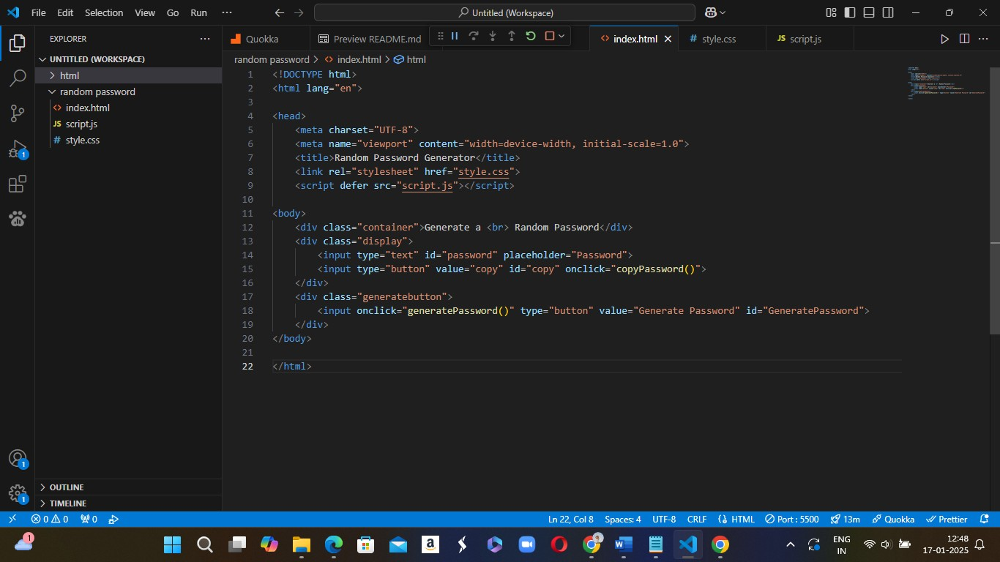 File Edit Selection View Go Run ··· Untitled (Workspace)
EXPLORER ···
UNTITLED (WORKSPACE)
html
random password
index.html
JS script.js
# style.css
OUTLINE
TIMELINE
1
1
1
Quokka Preview README.md index.html # style.css JS script.js ···
random password > index.html > html
1 <!DOCTYPE html>
2 <html lang="en">
3
4 <head>
5 <meta charset="UTF-8">
6 <meta name="viewport" content="width=device-width, initial-scale=1.0">
7 <title>Random Password Generator</title>
8 <link rel="stylesheet" href="style.css">
9 <script defer src="script.js"></script>
10
11 <body>
12 <div class="container">Generate a <br> Random Password</div>
13 <div class="display">
14 <input type="text" id="password" placeholder="Password">
15 <input type="button" value="copy" id="copy" onclick="copyPassword()">
16 </div>
17 <div class="generatebutton">
18 <input onclick="generatePassword()" type="button" value="Generate Password" id="GeneratePassword">
19 </div>
20 </body>
21
22 </html>
0 0 0 Ln 22, Col 8 Spaces: 4 UTF-8 CRLF {} HTML Port : 5500 13m Quokka Prettier
1 a ENG 12:48
IN 17-01-2025